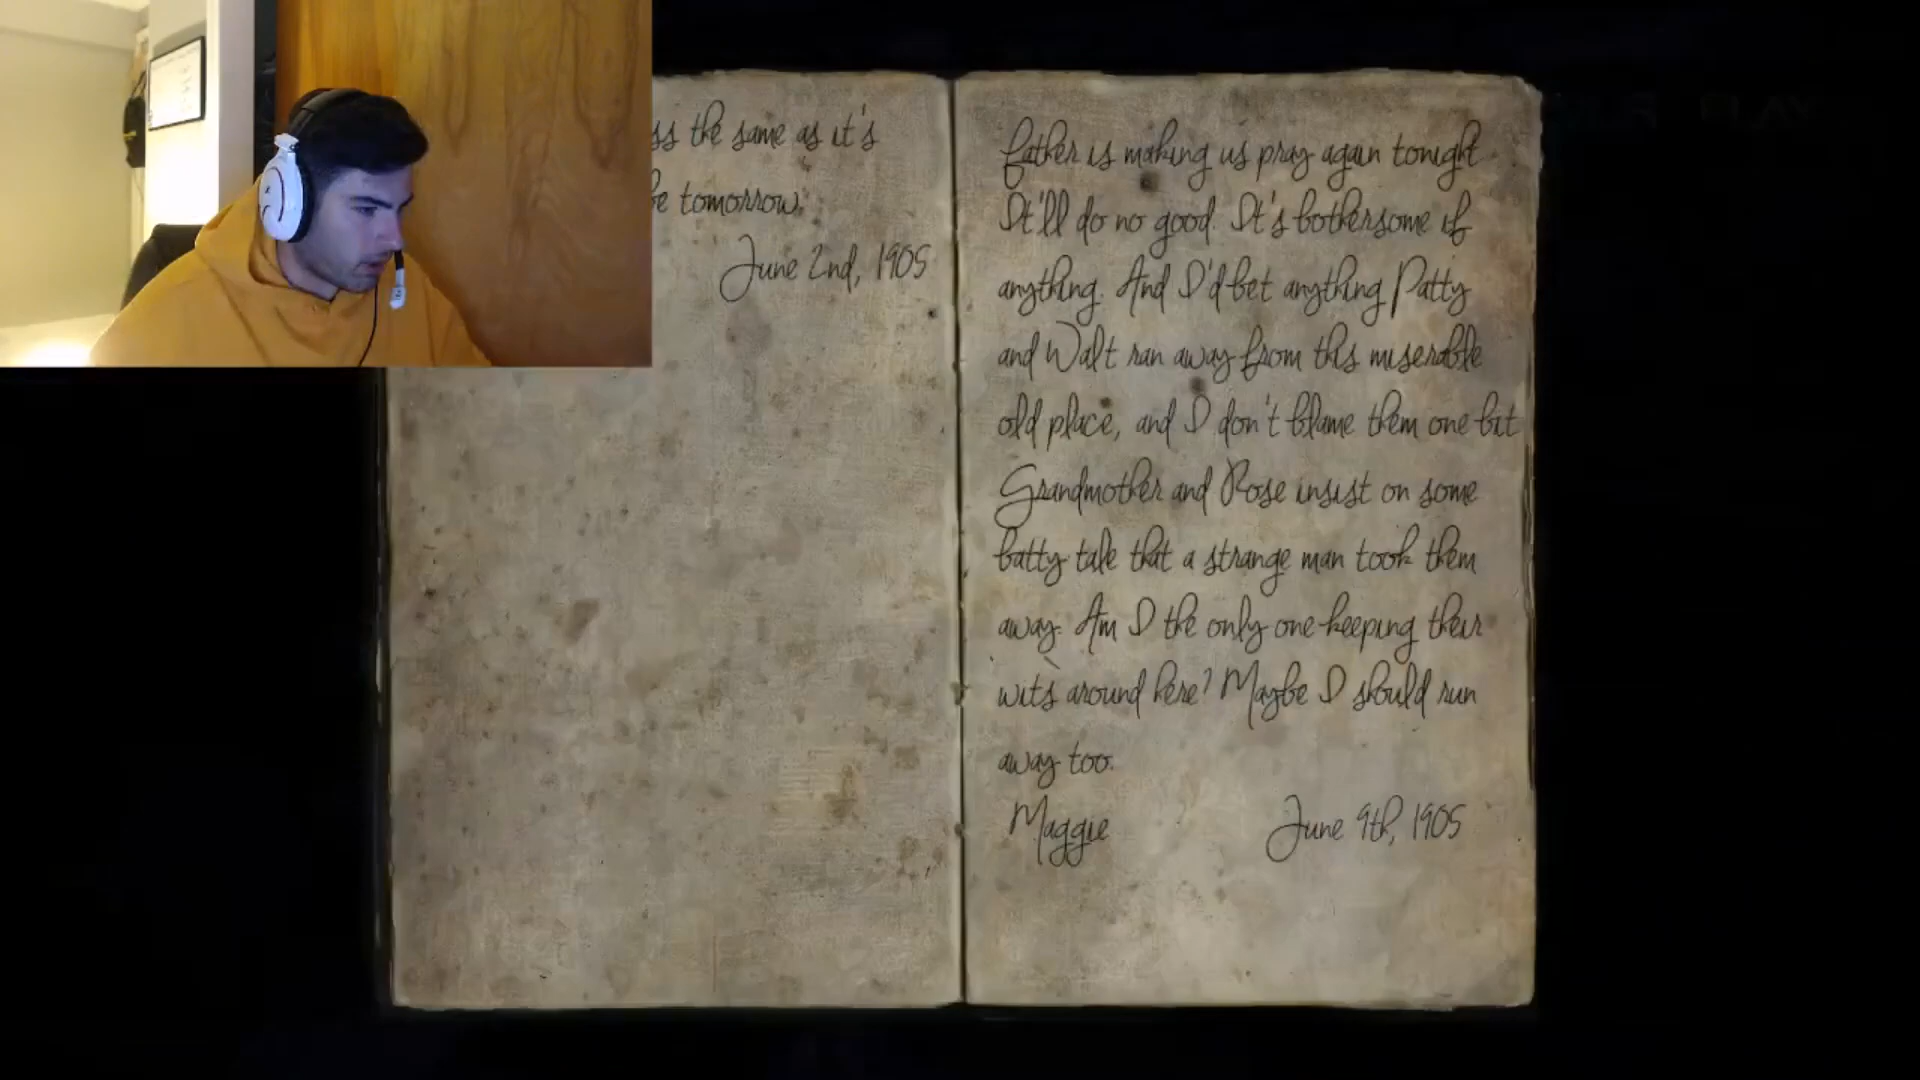 ss the same as it's
be tomorrow.
June 2nd, 1905
Father is making us pray again tonight
It'll do no good. It's bothersome if
anything. And I'd bet anything Patty
and Walt ran away from this miserable
old place, and I don't blame them one bit
Grandmother and Rose insist on some
batty tale that a strange man took them
away. Am I the only one keeping their
wits around here? Maybe I should run
away too.
Maggie
June 9th, 1905